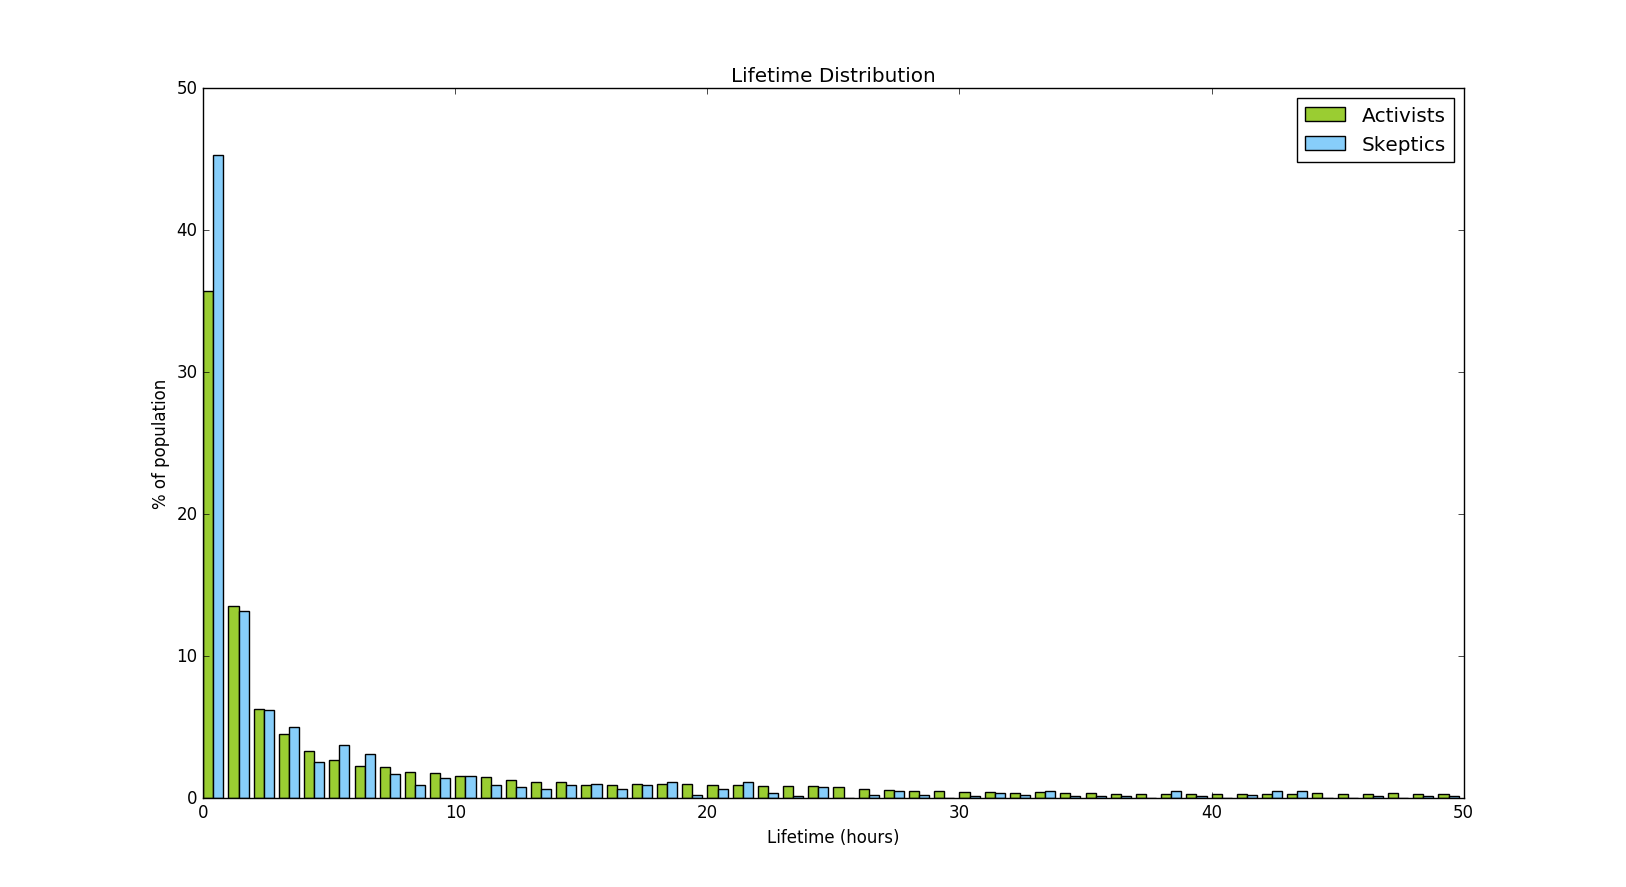 Lifetime Distribution
Activists
Skeptics
50
40
30
20
10
0
% of population
0 10 20 30 40 50
Lifetime (hours)